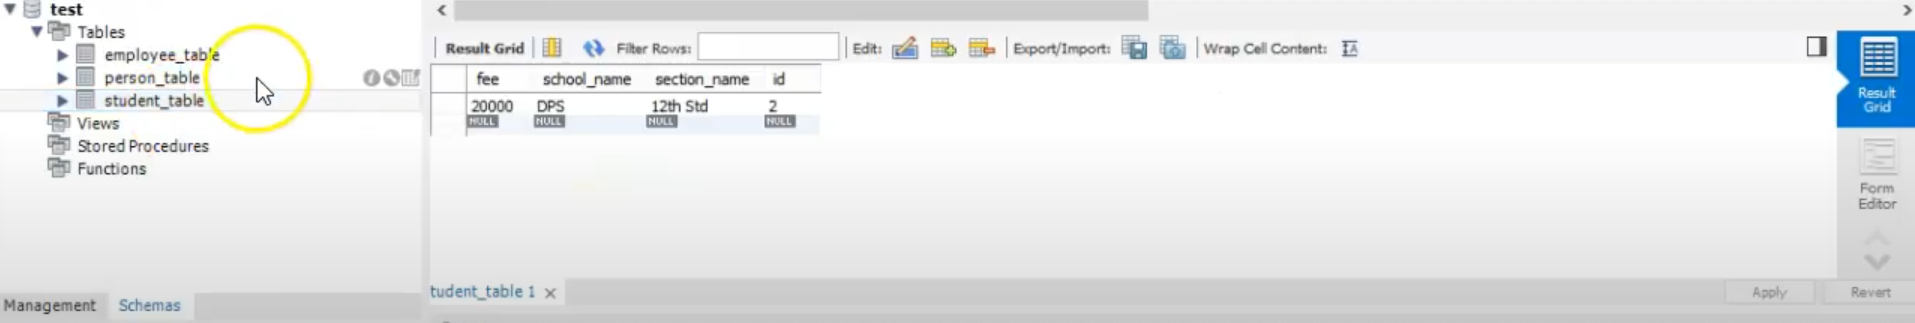 test
Tables
employee_table
person_table
student_table
Views
Stored Procedures
Functions
Management Schemas
Result Grid Filter Rows: Edit: Export/Import: Wrap Cell Content:
fee school_name section_name id
20000 DPS 12th Std 2
NULL NULL NULL NULL
tudent_table 1
Result
Grid
Form
Editor
Apply Revert